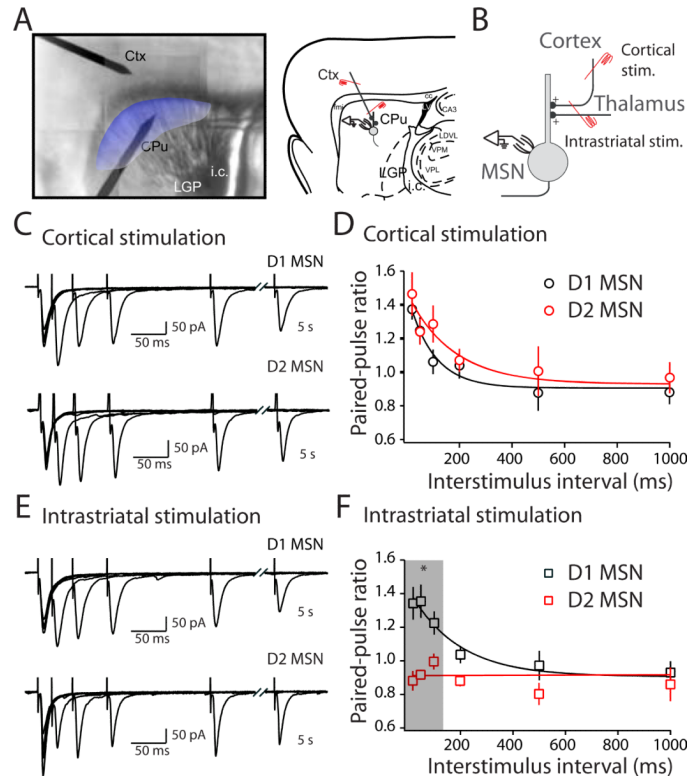 A
Ctx
CPu
i.c.
LGP
Ctx
cc
LV
CA3
fmi
CPu
LDVL
VPM
VPL
LGP
i.c.
B
Cortex
Cortical
stim.
Thalamus
+
+
Intrastriatal stim.
MSN
C Cortical stimulation
D1 MSN
50 pA
50 ms
5 s
D2 MSN
50 pA
50 ms
5 s
D Cortical stimulation
Paired-pulse ratio
1.6
1.4
1.2
1.0
0.8
0.6
D1 MSN
D2 MSN
200 400 600 800 1000
Interstimulus interval (ms)
E Intrastriatal stimulation
D1 MSN
50 pA
50 ms
5 s
D2 MSN
50 pA
50 ms
5 s
F Intrastriatal stimulation
Paired-pulse ratio
1.6
1.4
1.2
1.0
0.8
0.6
*
D1 MSN
D2 MSN
200 400 600 800 1000
Interstimulus interval (ms)